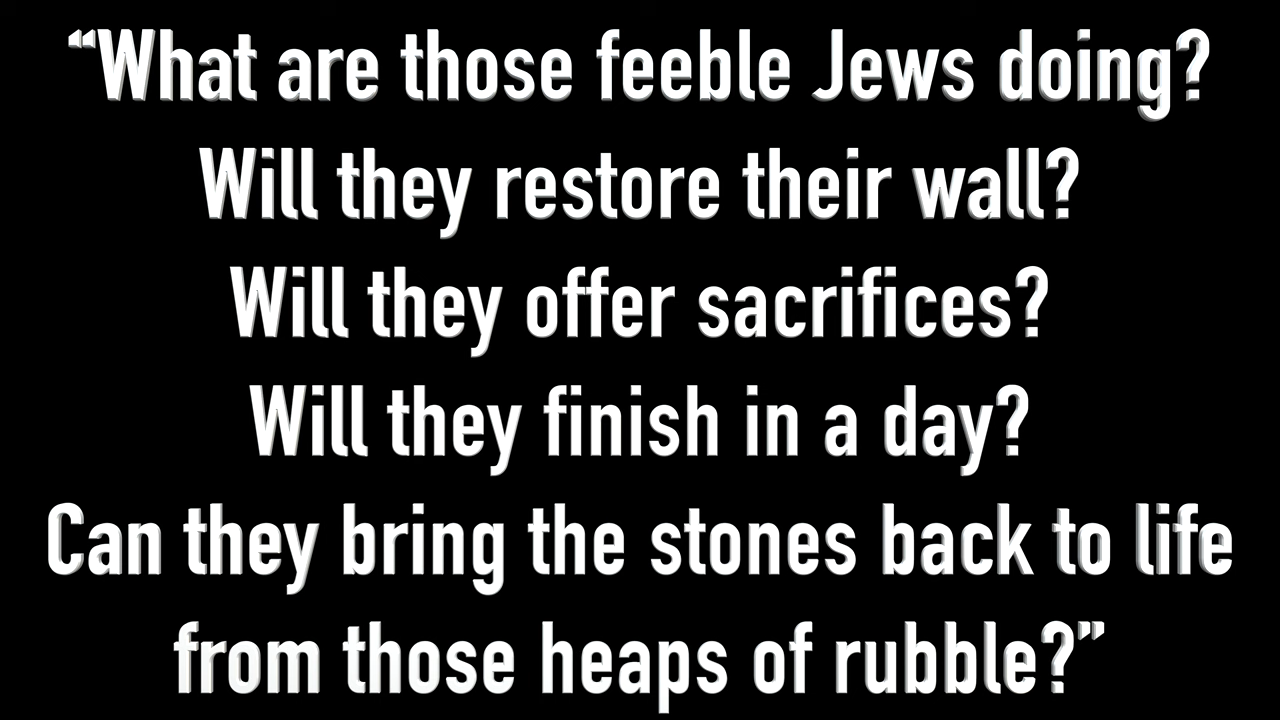 “What are those feeble Jews doing?
Will they restore their wall?
Will they offer sacrifices?
Will they finish in a day?
Can they bring the stones back to life
from those heaps of rubble?”